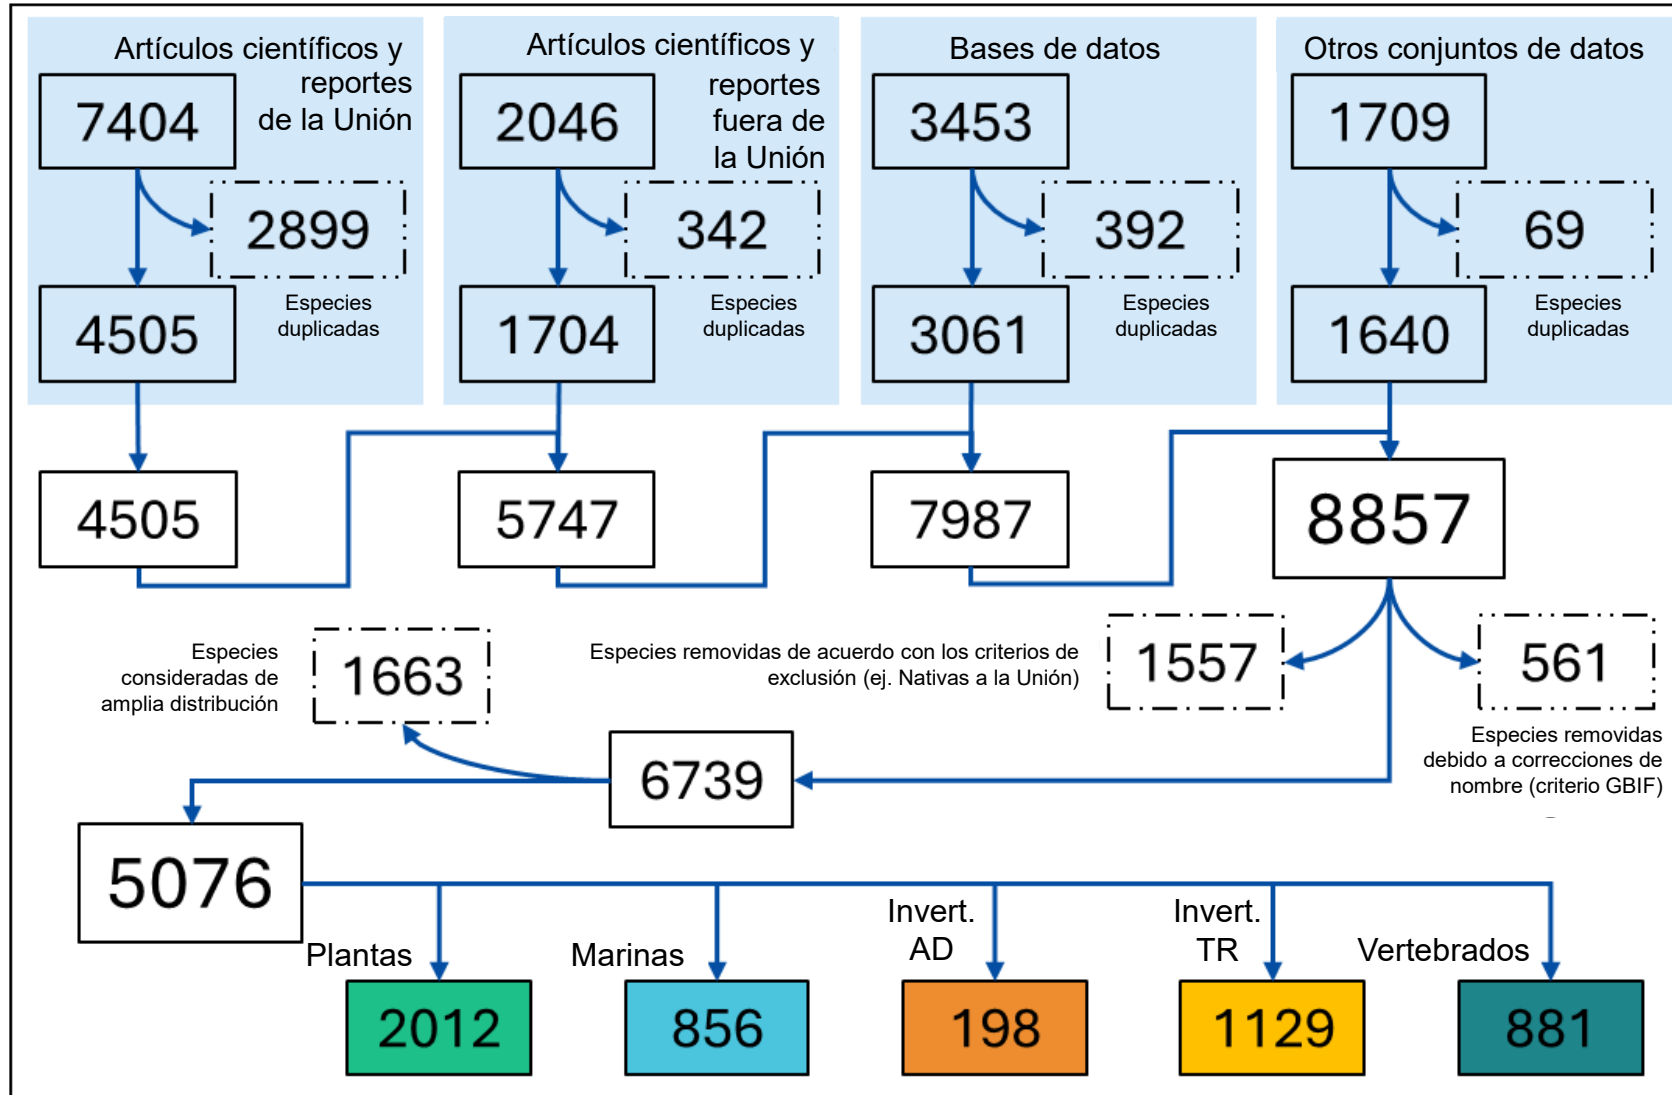 Artículos científicos y
reportes
de la Unión
7404
2899
Especies
duplicadas
4505
Artículos científicos y
reportes
fuera de
la Unión
2046
342
Especies
duplicadas
1704
Bases de datos
3453
392
Especies
duplicadas
3061
Otros conjuntos de datos
1709
69
Especies
duplicadas
1640
4505
5747
7987
8857
Especies
consideradas de
amplia distribución
1663
Especies removidas de acuerdo con los criterios de
exclusión (ej. Nativas a la Unión)
1557
561
Especies removidas
debido a correcciones de
nombre (criterio GBIF)
6739
5076
Plantas
2012
Marinas
856
Invert.
AD
198
Invert.
TR
1129
Vertebrados
881